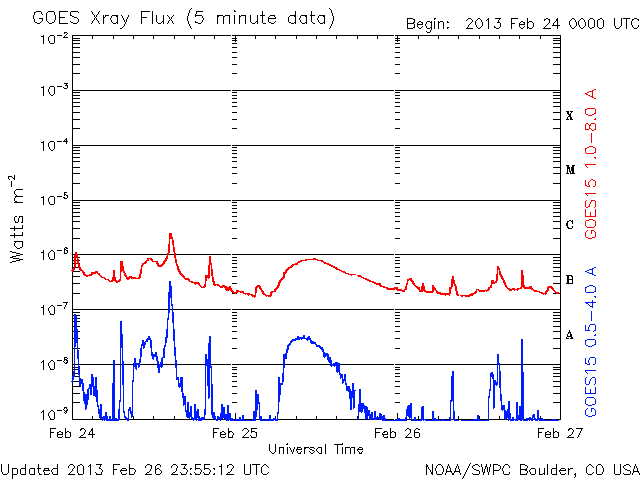 GOES Xray Flux (5 minute data)
Begin: 2013 Feb 24 0000 UTC
10-2
10-3
10-4
10-5
10-6
10-7
10-8
10-9
Watts m-2
X
M
C
B
A
GOES15 1.0-8.0 A
GOES15 0.5-4.0 A
Feb 24 Feb 25 Feb 26 Feb 27
Universal Time
Updated 2013 Feb 26 23:55:12 UTC
NOAA/SWPC Boulder, CO USA